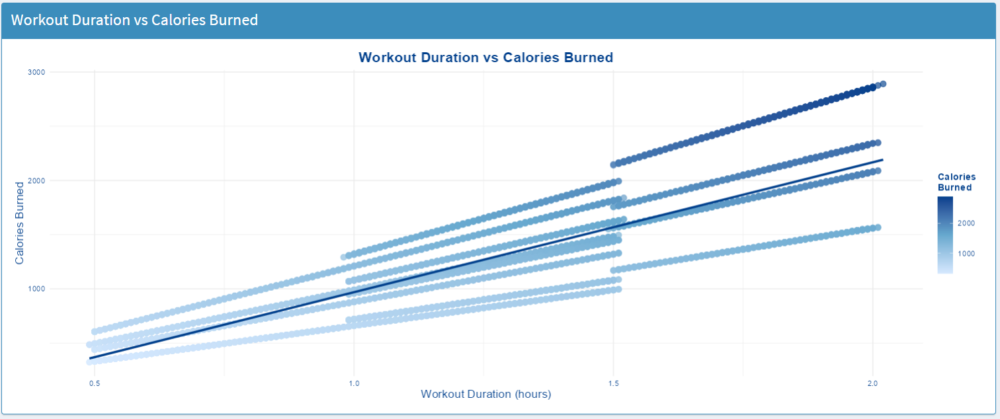 Workout Duration vs Calories Burned
Workout Duration vs Calories Burned
3000
2000
1000
Calories Burned
0.5
1.0
1.5
2.0
Workout Duration (hours)
Calories
Burned
2000
1000